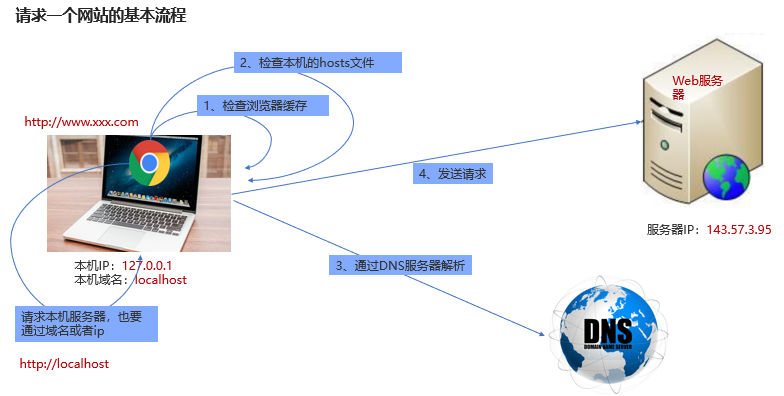 请求一个网站的基本流程
2、检查本机的hosts文件
1、检查浏览器缓存
http://www.xxx.com
Web服务
器
4、发送请求
服务器IP：143.57.3.95
本机IP：127.0.0.1
本机域名：localhost
3、通过DNS服务器解析
请求本机服务器，也要
通过域名或者ip
DNS
DOMAIN NAME SERVER
http://localhost